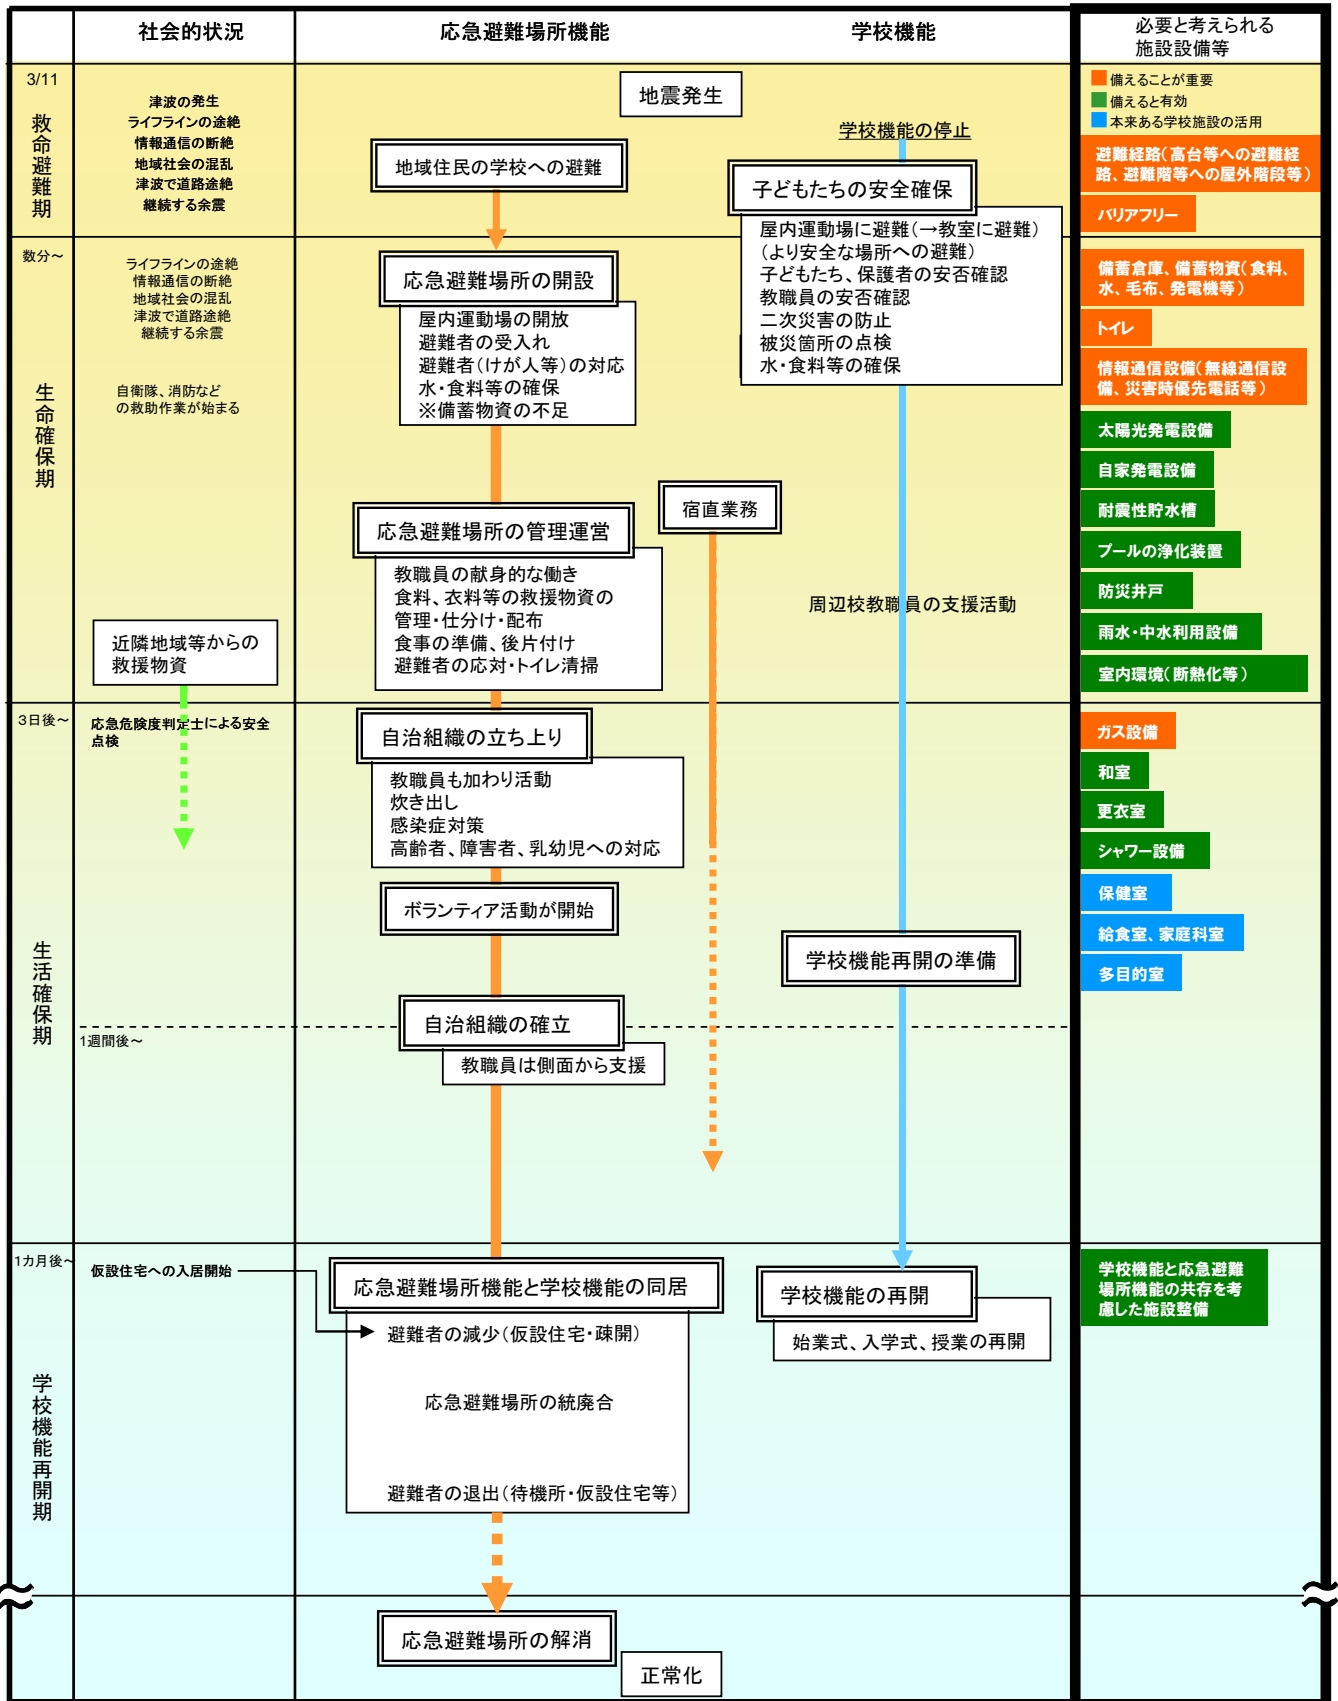 社会的状況
応急避難場所機能
学校機能
必要と考えられる
施設設備等
3/11
救命避難期
津波の発生
ライフラインの途絶
情報通信の断絶
地域社会の混乱
津波で道路途絶
継続する余震
地震発生
地域住民の学校への避難
学校機能の停止
子どもたちの安全確保
屋内運動場に避難(→教室に避難)
(より安全な場所への避難)
子どもたち、保護者の安否確認
教職員の安否確認
二次災害の防止
被災箇所の点検
水・食料等の確保
備えることが重要
備えると有効
本来ある学校施設の活用
避難経路(高台等への避難経
路、避難階等への屋外階段等)
バリアフリー
数分～
生命確保期
ライフラインの途絶
情報通信の断絶
地域社会の混乱
津波で道路途絶
継続する余震
自衛隊、消防など
の救助作業が始まる
応急避難場所の開設
屋内運動場の開放
避難者の受入れ
避難者(けが人等)の対応
水・食料等の確保
※備蓄物資の不足
応急避難場所の管理運営
教職員の献身的な働き
食料、衣料等の救援物資の
管理・仕分け・配布
食事の準備、後片付け
避難者の応対・トイレ清掃
宿直業務
周辺校教職員の支援活動
近隣地域等からの
救援物資
備蓄倉庫、備蓄物資(食料、
水、毛布、発電機等)
トイレ
情報通信設備(無線通信設
備、災害時優先電話等)
太陽光発電設備
自家発電設備
耐震性貯水槽
プールの浄化装置
防災井戸
雨水・中水利用設備
室内環境(断熱化等)
3日後～
生活確保期
応急危険度判定士による安全
点検
自治組織の立ち上り
教職員も加わり活動
炊き出し
感染症対策
高齢者、障害者、乳幼児への対応
ボランティア活動が開始
学校機能再開の準備
自治組織の確立
教職員は側面から支援
1週間後～
ガス設備
和室
更衣室
シャワー設備
保健室
給食室、家庭科室
多目的室
1カ月後～
学校機能再開期
仮設住宅への入居開始
応急避難場所機能と学校機能の同居
避難者の減少(仮設住宅・疎開)
応急避難場所の統廃合
避難者の退出(待機所・仮設住宅等)
学校機能の再開
始業式、入学式、授業の再開
学校機能と応急避難
場所機能の共存を考
慮した施設整備
応急避難場所の解消
正常化